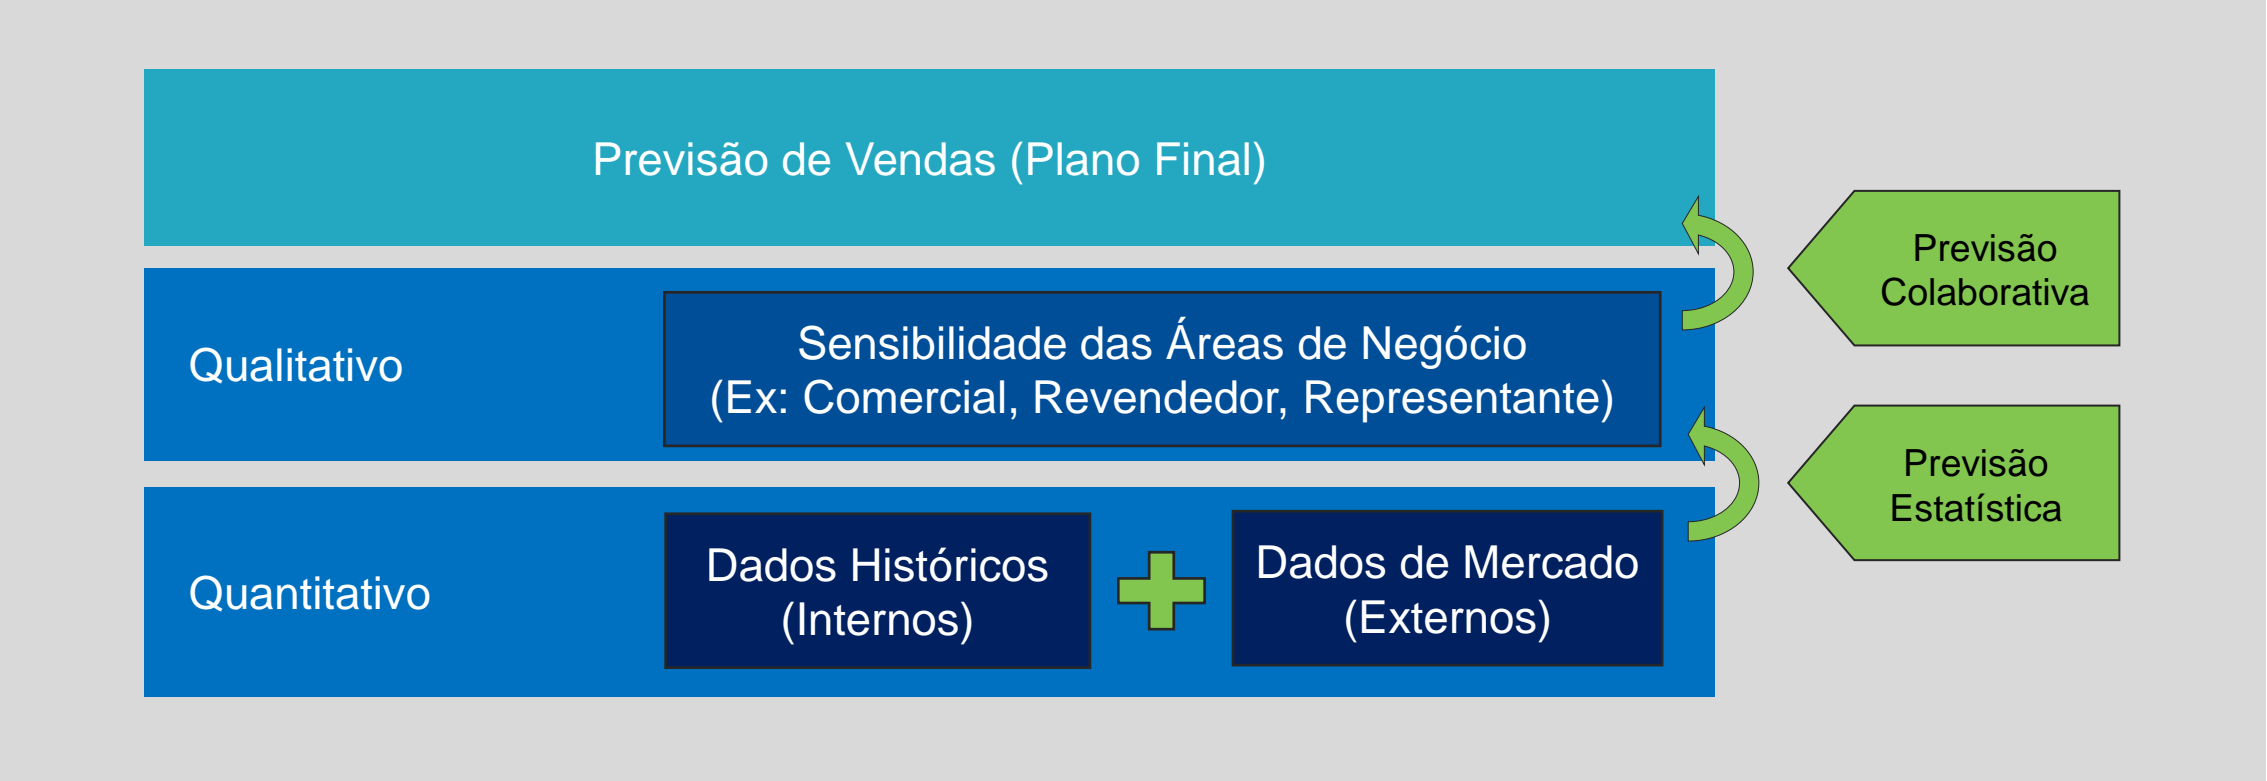 Previsão de Vendas (Plano Final)
Previsão
Colaborativa
Qualitativo
Sensibilidade das Áreas de Negócio
(Ex: Comercial, Revendedor, Representante)
Previsão
Estatística
Quantitativo
Dados Históricos
(Internos)
Dados de Mercado
(Externos)